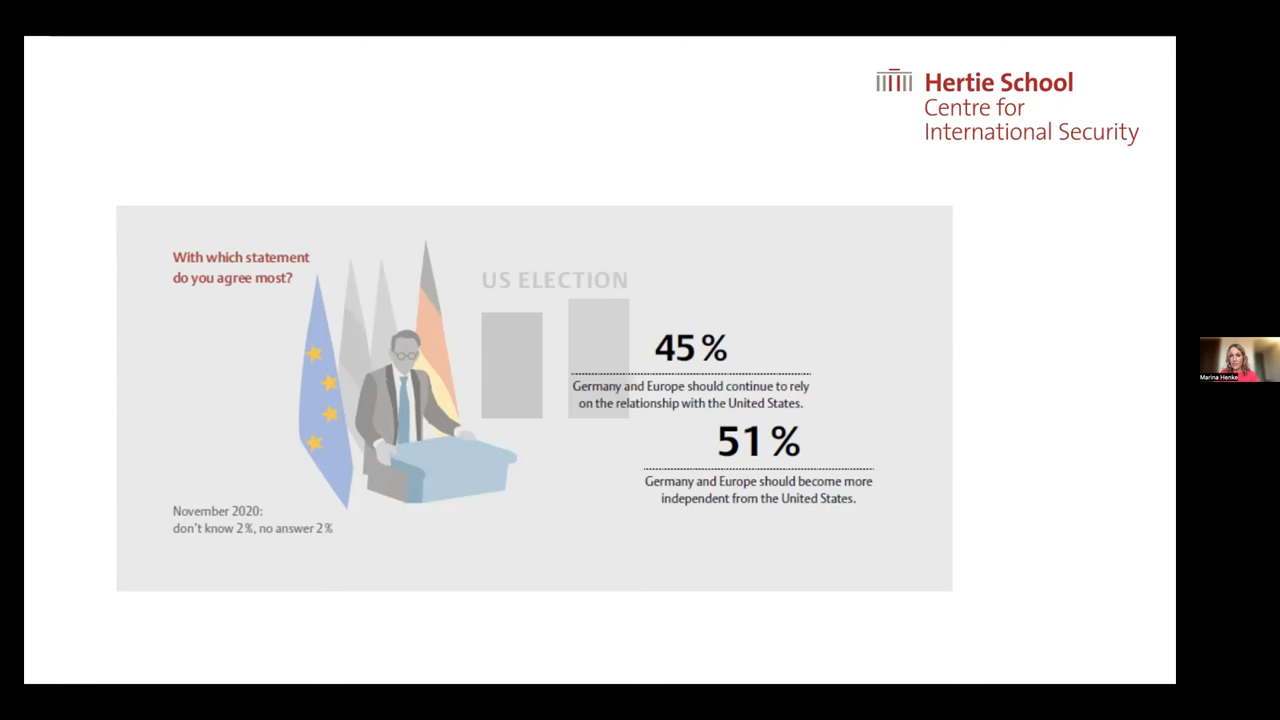 Hertie School
Centre for
International Security
With which statement
do you agree most?
US ELECTION
45 %
Germany and Europe should continue to rely
on the relationship with the United States.
51 %
Germany and Europe should become more
independent from the United States.
November 2020:
don't know 2 %, no answer 2 %
Marina Henke